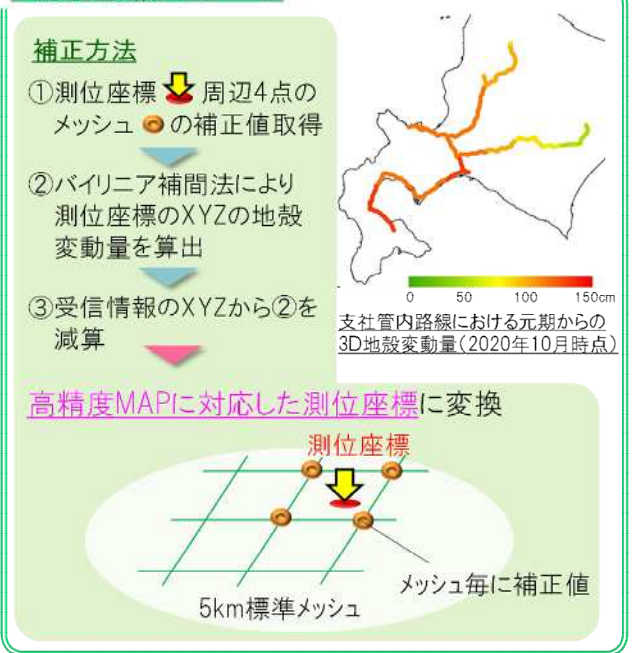 補正方法
①測位座標 周辺4点の
メッシュ の補正値取得
②バイリニア補間法により
測位座標のXYZの地殻
変動量を算出
③受信情報のXYZから②を
減算
0 50 100 150cm
支社管内路線における元期からの
3D地殻変動量(2020年10月時点)
高精度MAPに対応した測位座標に変換
測位座標
メッシュ毎に補正値
5km標準メッシュ